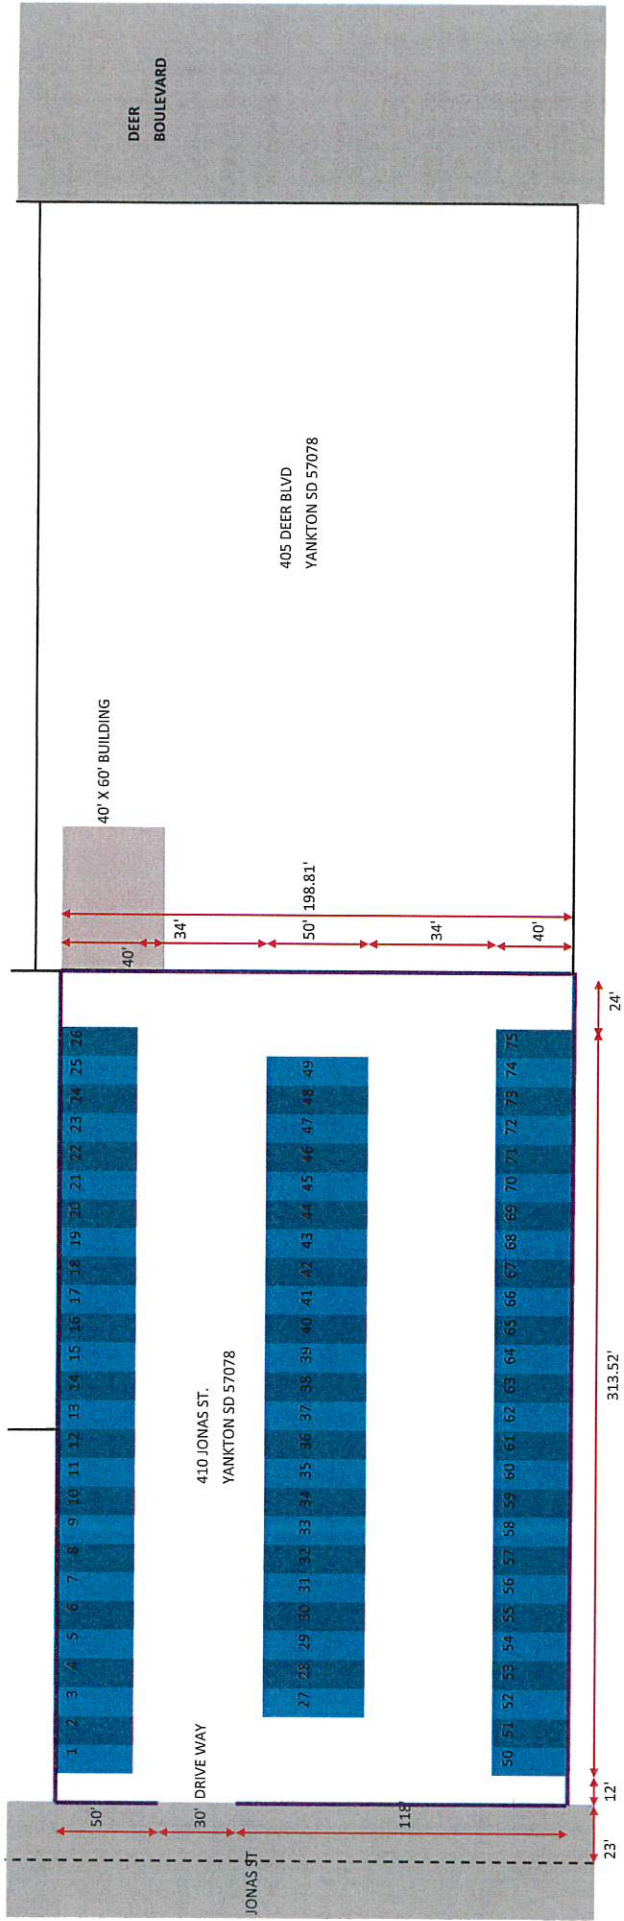 DEER
BOULEVARD
405 DEER BLVD
YANKTON SD 57078
40' X 60' BUILDING
198.81'
40'
34'
50'
34'
40'
24'
1 2 3 4 5 6 7 8 9 10 11 12 13 14 15 16 17 18 19 20 21 22 23 24 25 26
410 JONAS ST.
YANKTON SD 57078
27 28 29 30 31 32 33 34 35 36 37 38 39 40 41 42 43 44 45 46 47 48 49
50 51 52 53 54 55 56 57 58 59 60 61 62 63 64 65 66 67 68 69 70 71 72 73 74 75
313.52'
12'
23'
50'
30'
DRIVE WAY
118'
JONAS ST